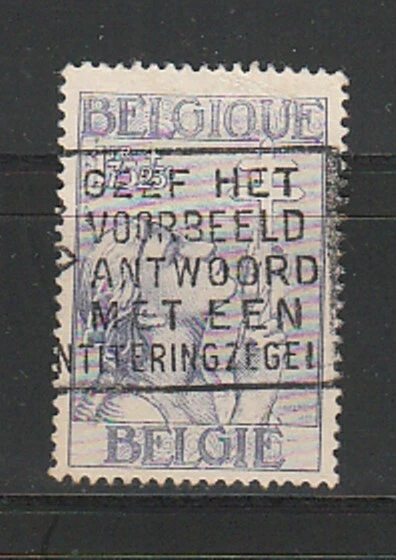 BELGIQUE
GEEF HET
VOORBEELD
ANTWOORD
MET EEN
NTITERINGZEGEL
BELGIE